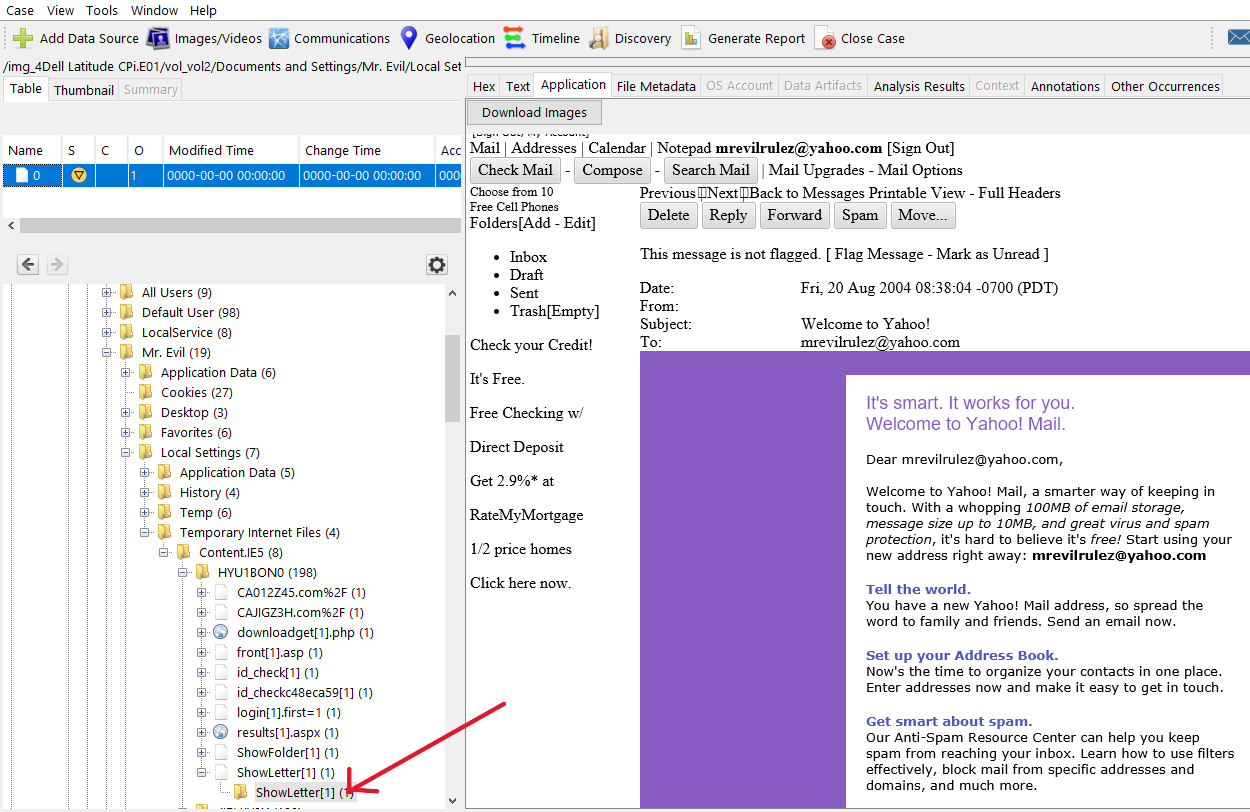 Case View Tools Window Help
Add Data Source Images/Videos Communications Geolocation Timeline Discovery Generate Report Close Case
/img_4Dell Latitude CPi.E01/vol_vol2/Documents and Settings/Mr. Evil/Local Set
Table Thumbnail Summary
Name S C O Modified Time Change Time Acc
0 1 0000-00-00 00:00:00 0000-00-00 00:00:00 0000
All Users (9)
Default User (98)
LocalService (8)
Mr. Evil (19)
Application Data (6)
Cookies (27)
Desktop (3)
Favorites (6)
Local Settings (7)
Application Data (5)
History (4)
Temp (6)
Temporary Internet Files (4)
Content.IE5 (8)
HYU1BON0 (198)
CA012Z45.com%2F (1)
CAJIGZ3H.com%2F (1)
downloadget[1].php (1)
front[1].asp (1)
id_check[1] (1)
id_checkc48eca59[1] (1)
login[1].first=1 (1)
results[1].aspx (1)
ShowFolder[1] (1)
ShowLetter[1] (1)
ShowLetter[1] (1)
Hex Text Application File Metadata OS Account Data Artifacts Analysis Results Context Annotations Other Occurrences
Download Images
[Sign Out, My Account]
Mail | Addresses | Calendar | Notepad mrevilrulez@yahoo.com [Sign Out]
Check Mail - Compose - Search Mail | Mail Upgrades - Mail Options
Choose from 10
Free Cell Phones
Folders[Add - Edit]
Inbox
Draft
Sent
Trash[Empty]
Check your Credit!
It's Free.
Free Checking w/
Direct Deposit
Get 2.9%* at
RateMyMortgage
1/2 price homes
Click here now.
Previous Next Back to Messages Printable View - Full Headers
Delete Reply Forward Spam Move...
This message is not flagged. [ Flag Message - Mark as Unread ]
Date: Fri, 20 Aug 2004 08:38:04 -0700 (PDT)
From:
Subject: Welcome to Yahoo!
To: mrevilrulez@yahoo.com
It's smart. It works for you.
Welcome to Yahoo! Mail.
Dear mrevilrulez@yahoo.com,
Welcome to Yahoo! Mail, a smarter way of keeping in
touch. With a whopping 100MB of email storage,
message size up to 10MB, and great virus and spam
protection, it's hard to believe it's free! Start using your
new address right away: mrevilrulez@yahoo.com
Tell the world.
You have a new Yahoo! Mail address, so spread the
word to family and friends. Send an email now.
Set up your Address Book.
Now's the time to organize your contacts in one place.
Enter addresses now and make it easy to get in touch.
Get smart about spam.
Our Anti-Spam Resource Center can help you keep
spam from reaching your inbox. Learn how to use filters
effectively, block mail from specific addresses and
domains, and much more.